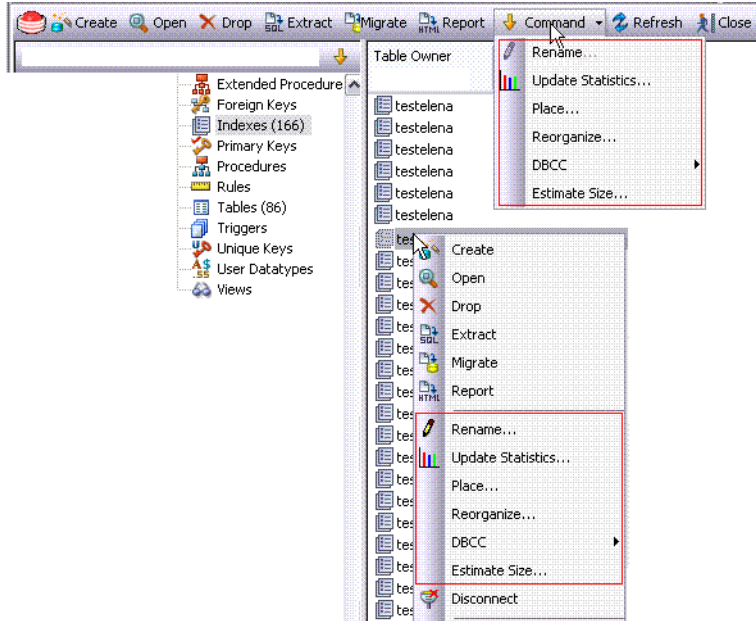 Create Open Drop Extract Migrate Report Command Refresh Close
Table Owner
Extended Procedure
Foreign Keys
Indexes (166)
Primary Keys
Procedures
Rules
Tables (86)
Triggers
Unique Keys
User Datatypes
Views
Rename...
Update Statistics...
Place...
Reorganize...
DBCC
Estimate Size...
testelena
testelena
testelena
testelena
testelena
testelena
Create
Open
Drop
Extract
Migrate
Report
Rename...
Update Statistics...
Place...
Reorganize...
DBCC
Estimate Size...
Disconnect